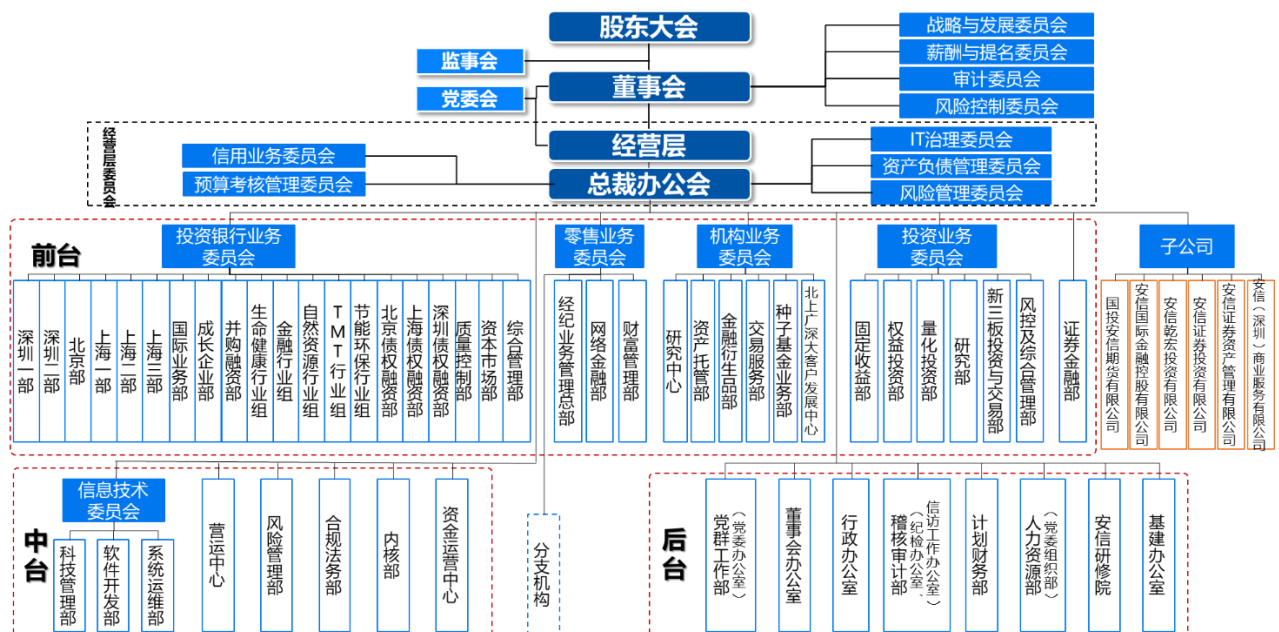 股东大会
监事会
董事会
党委会
战略与发展委员会
薪酬与提名委员会
审计委员会
风险控制委员会
经营层委员会
经营层
总裁办公会
信用业务委员会
预算考核管理委员会
IT治理委员会
资产负债管理委员会
风险管理委员会
前台
投资银行业务
委员会
零售业务
委员会
机构业务
委员会
投资业务
委员会
子公司
深圳一部
深圳二部
北京部
上海一部
上海二部
上海三部
国际业务部
成长企业部
并购融资部
生命健康行业组
金融行业组
自然资源行业组
TMT行业组
节能环保行业组
北京债权融资部
上海债权融资部
深圳债权融资部
质量控制部
资本市场部
综合管理部
经纪业务管理总部
网络金融部
财富管理部
研究中心
资产托管部
金融衍生品部
交易服务部
种子基金业务部
北上广深大客户发展中心
固定收益部
权益投资部
量化投资部
研究部
新三板投资与交易部
风控及综合管理部
证券金融部
国投安信期货有限公司
安信国际金融控股有限公司
安信乾宏投资有限公司
安信证券投资有限公司
安信证券资产管理有限公司
安信（深圳）商业服务有限公司
中台
信息技术
委员会
科技管理部
软件开发部
系统运维部
营运中心
风险管理部
合规法务部
内核部
资金运营中心
分支机构
后台
党群工作部
（党委办公室）
董事会办公室
行政办公室
稽核审计部
（纪检办公室、
信访工作办公室）
计划财务部
人力资源部
（党委组织部）
安信研修院
基建办公室